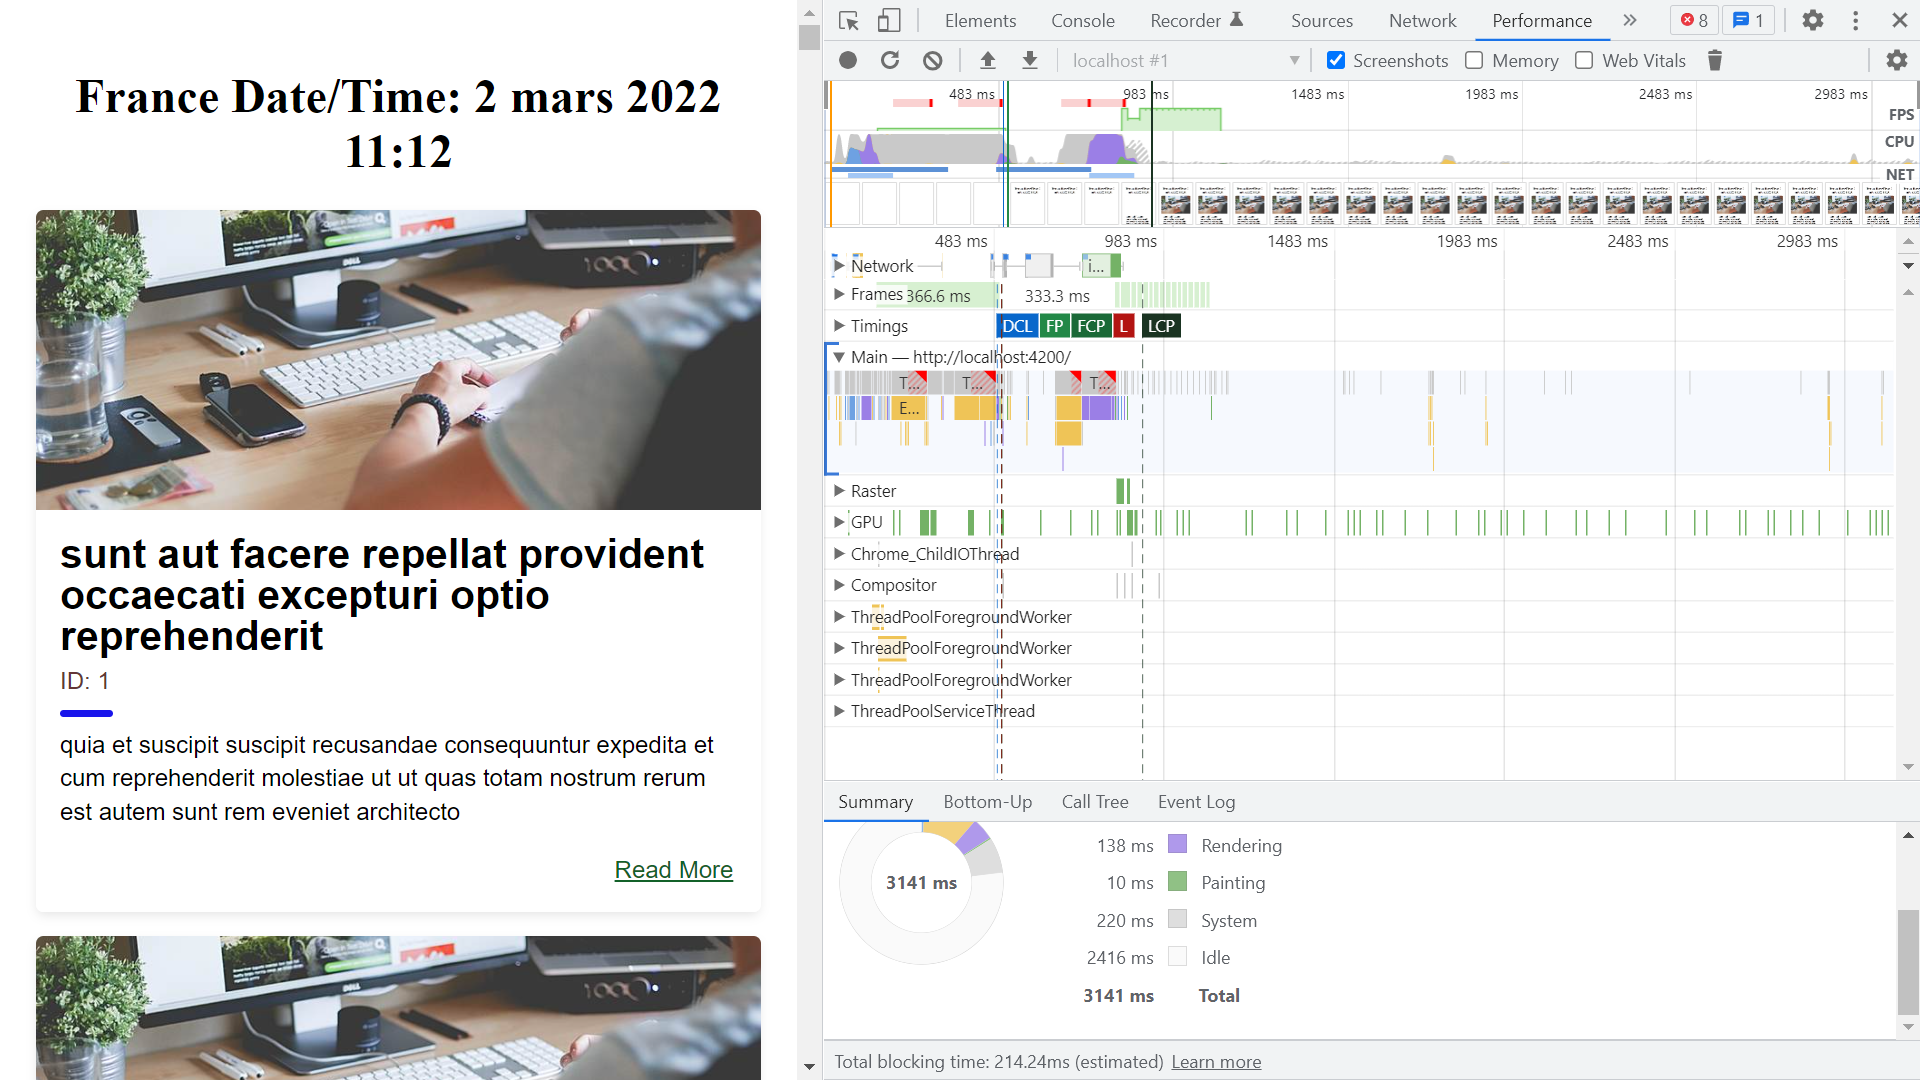 France Date/Time: 2 mars 2022
11:12
sunt aut facere repellat provident
occaecati excepturi optio
reprehenderit
ID: 1
quia et suscipit suscipit recusandae consequuntur expedita et
cum reprehenderit molestiae ut ut quas totam nostrum rerum
est autem sunt rem eveniet architecto
Read More
DELL
Elements Console Recorder Sources Network Performance 8 1
localhost #1 Screenshots Memory Web Vitals
483 ms 983 ms 1483 ms 1983 ms 2483 ms 2983 ms
FPS
CPU
NET
483 ms 983 ms 1483 ms 1983 ms 2483 ms 2983 ms
Network i...
Frames 366.6 ms 333.3 ms
Timings DCL FP FCP L LCP
Main — http://localhost:4200/
T... T... T...
E...
Raster
GPU
Chrome_ChildIOThread
Compositor
ThreadPoolForegroundWorker
ThreadPoolForegroundWorker
ThreadPoolForegroundWorker
ThreadPoolServiceThread
Summary Bottom-Up Call Tree Event Log
3141 ms
138 ms Rendering
10 ms Painting
220 ms System
2416 ms Idle
3141 ms Total
Total blocking time: 214.24ms (estimated) Learn more